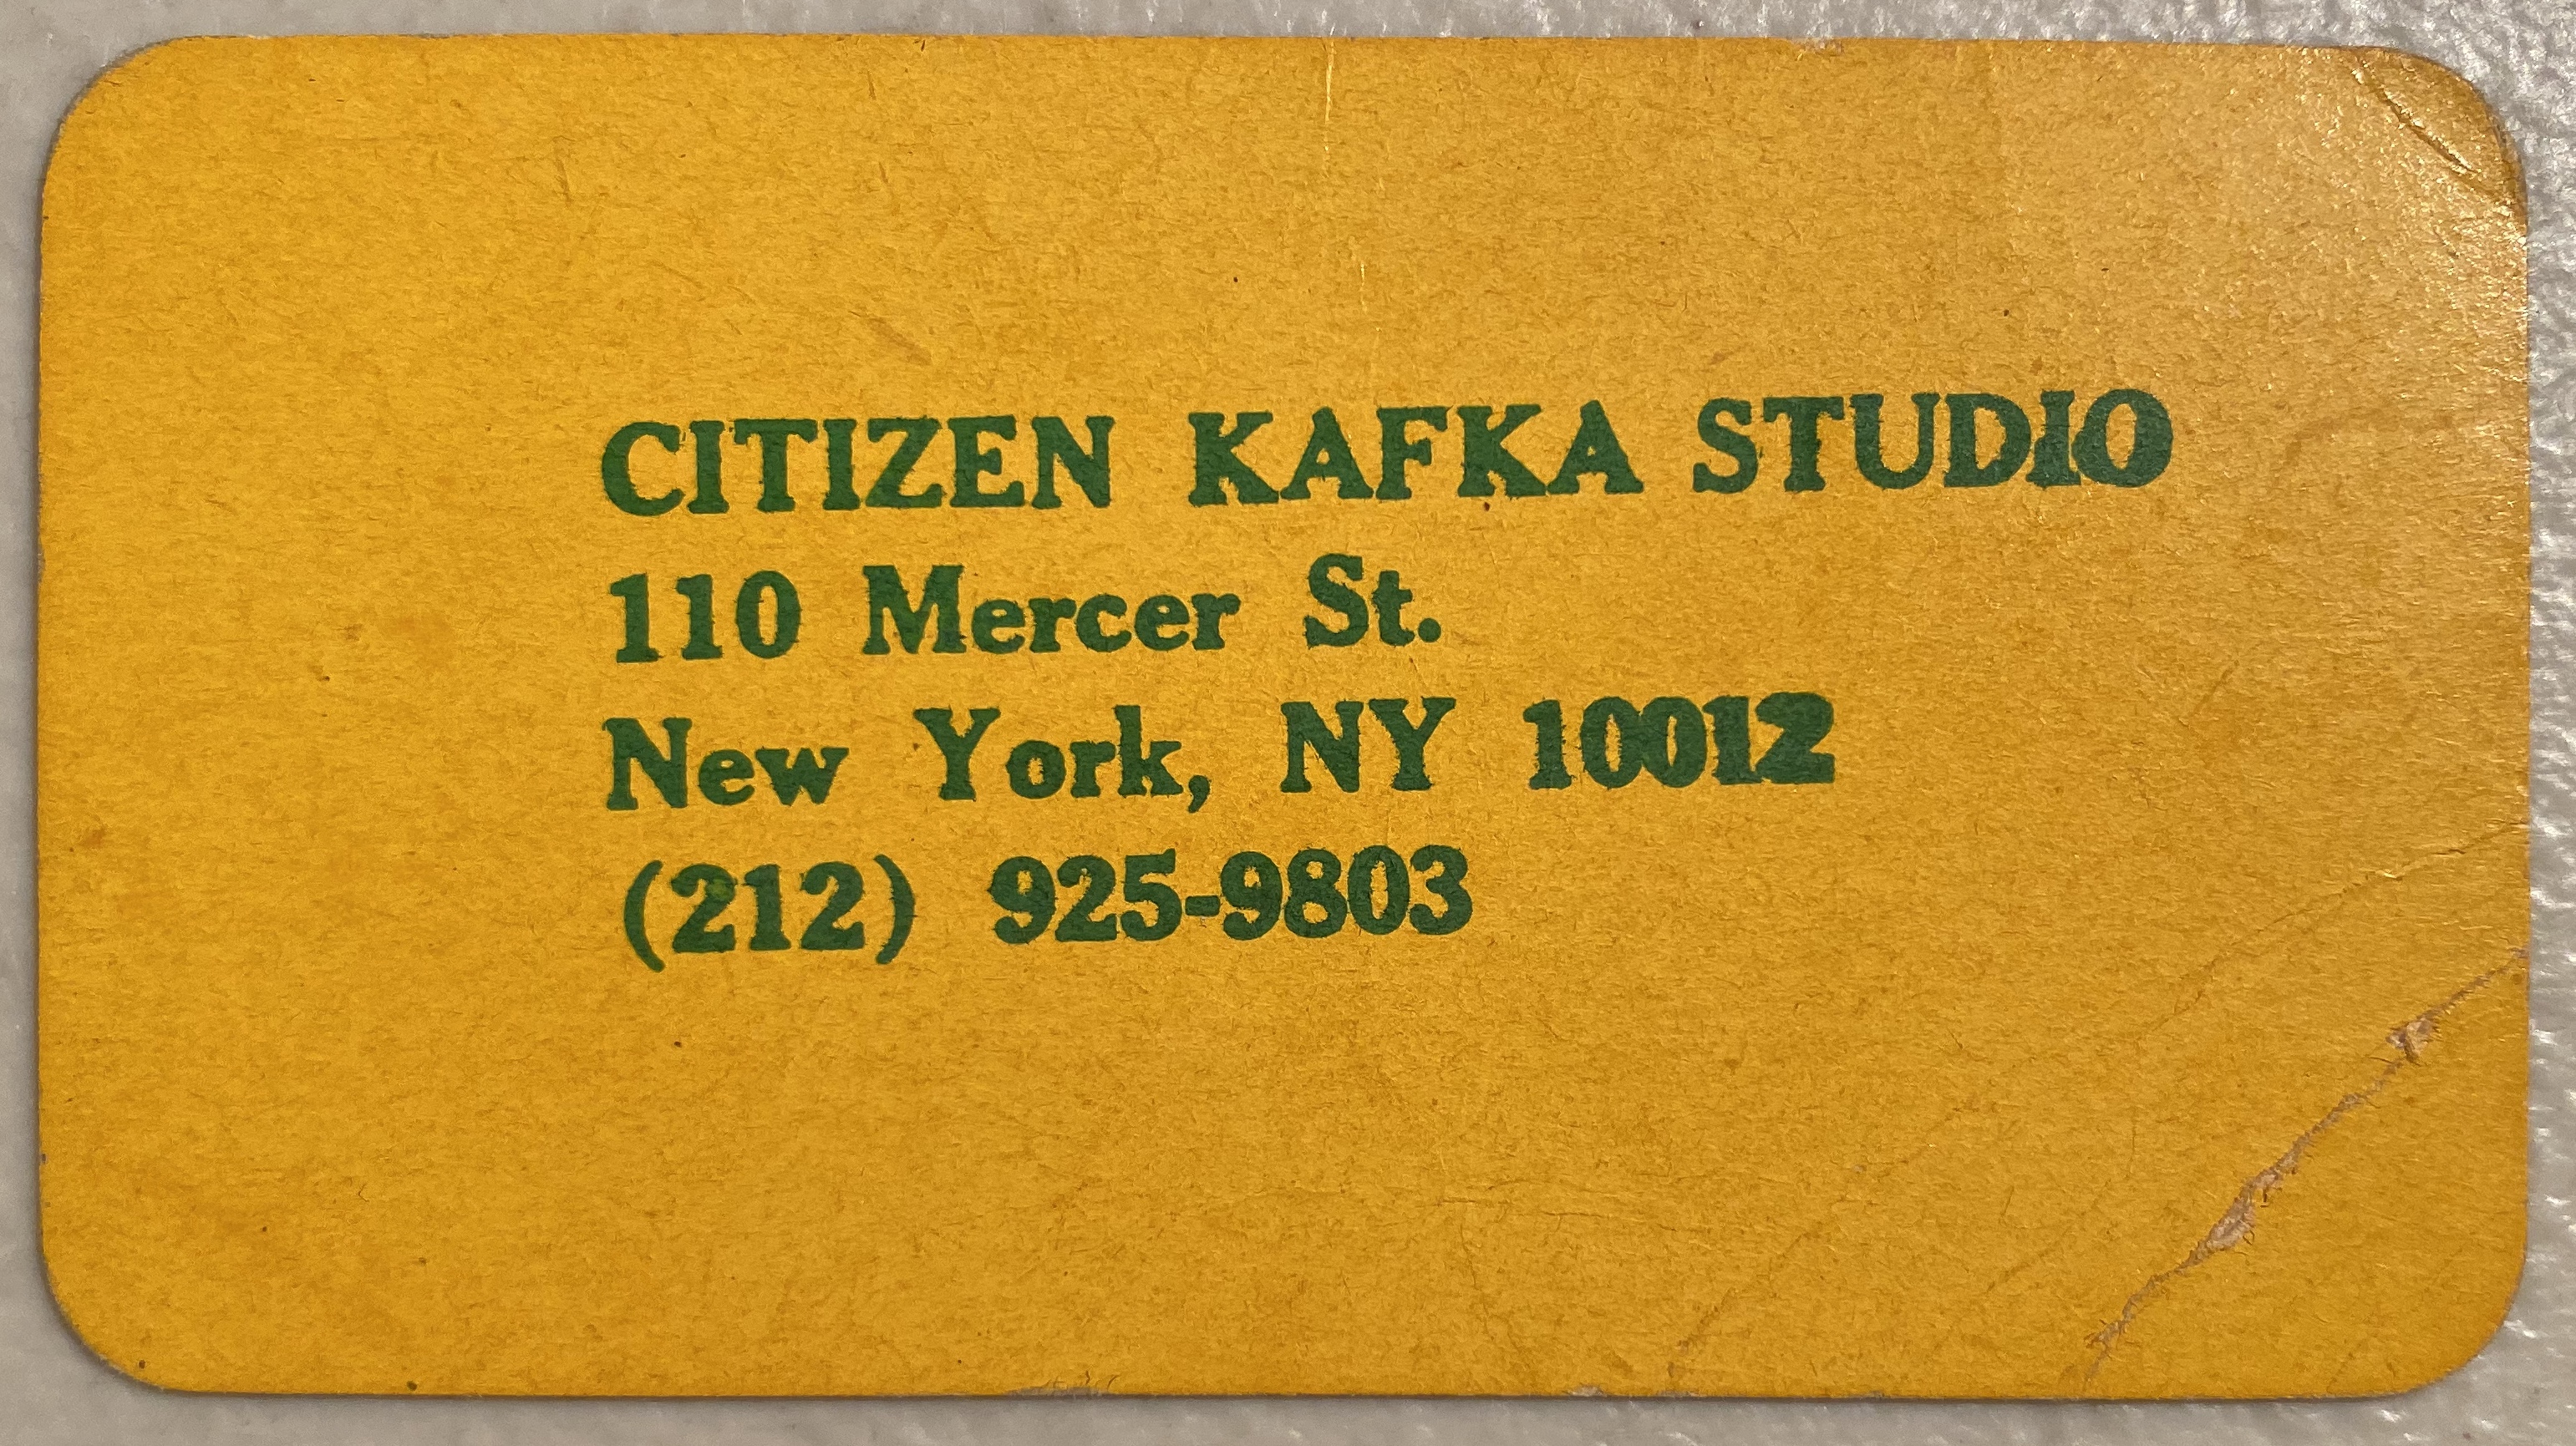 CITIZEN KAFKA STUDIO
110 Mercer St.
New York, NY 10012
(212) 925-9803